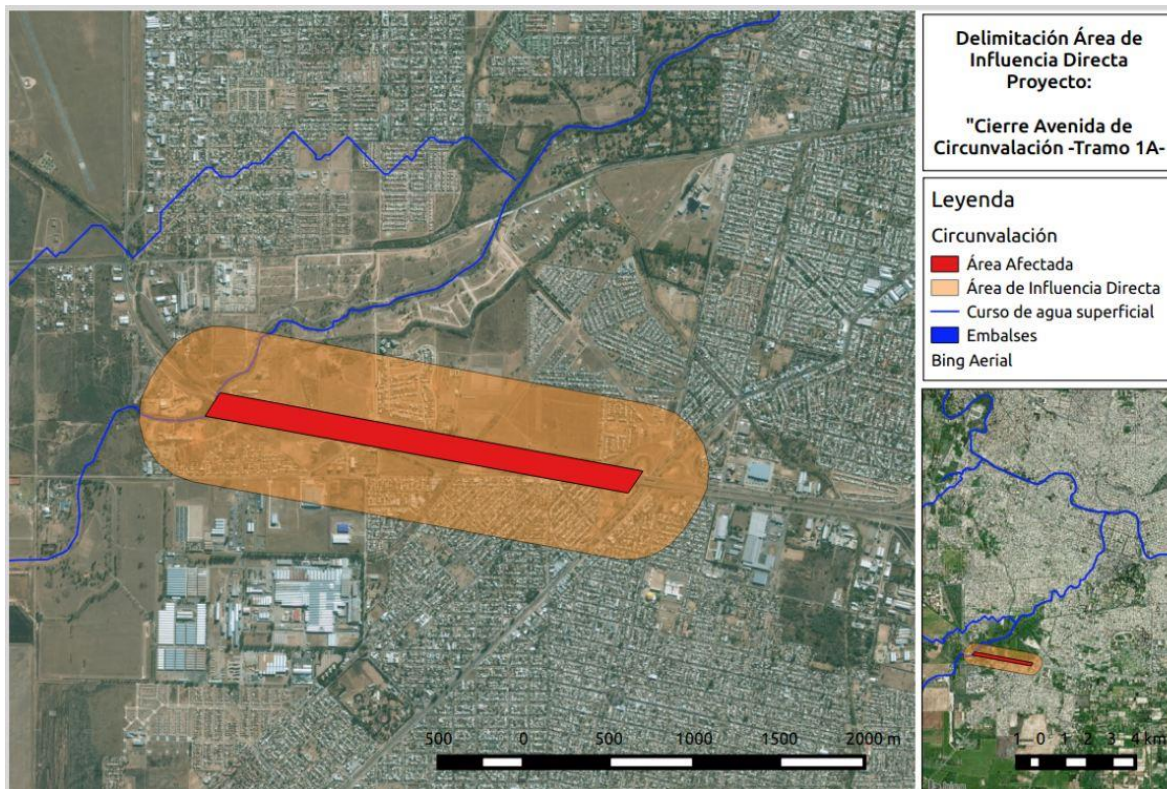 Delimitación Área de
Influencia Directa
Proyecto:
"Cierre Avenida de
Circunvalación -Tramo 1A-
Leyenda
Circunvalación
Área Afectada
Área de Influencia Directa
Curso de agua superficial
Embalses
Bing Aerial
500 0 500 1000 1500 2000 m
1 0 1 2 3 4 km